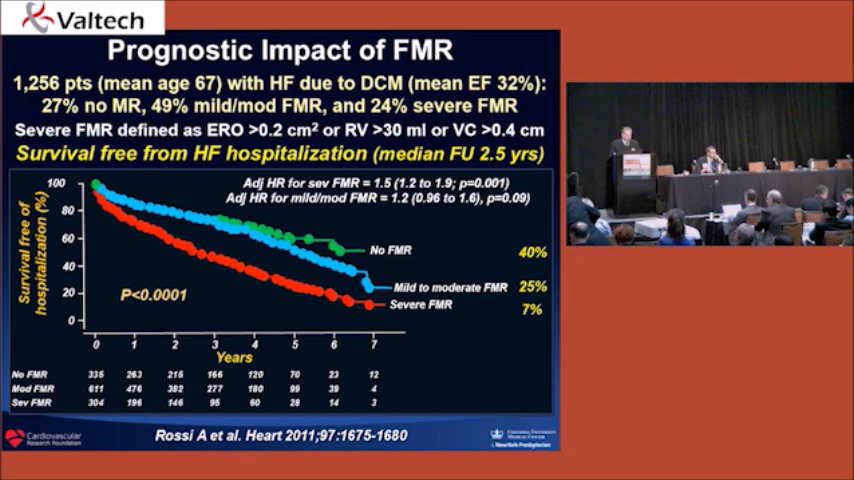 Valtech
Prognostic Impact of FMR
1,256 pts (mean age 67) with HF due to DCM (mean EF 32%):
27% no MR, 49% mild/mod FMR, and 24% severe FMR
Severe FMR defined as ERO >0.2 cm² or RV >30 ml or VC >0.4 cm
Survival free from HF hospitalization (median FU 2.5 yrs)
Adj HR for sev FMR = 1.5 (1.2 to 1.9; p=0.001)
Adj HR for mild/mod FMR = 1.2 (0.96 to 1.6), p=0.09)
Survival free of
hospitalization (%)
100
80
60
40
20
0
No FMR 40%
Mild to moderate FMR 25%
Severe FMR 7%
P<0.0001
0 1 2 3 4 5 6 7
Years
No FMR 335 263 215 166 120 70 23 12
Mod FMR 611 476 382 277 180 99 39 4
Sev FMR 304 196 146 95 60 28 14 3
Cardiovascular
Research Foundation
Rossi A et al. Heart 2011;97:1675-1680
Columbia University
Medical Center
NewYork-Presbyterian